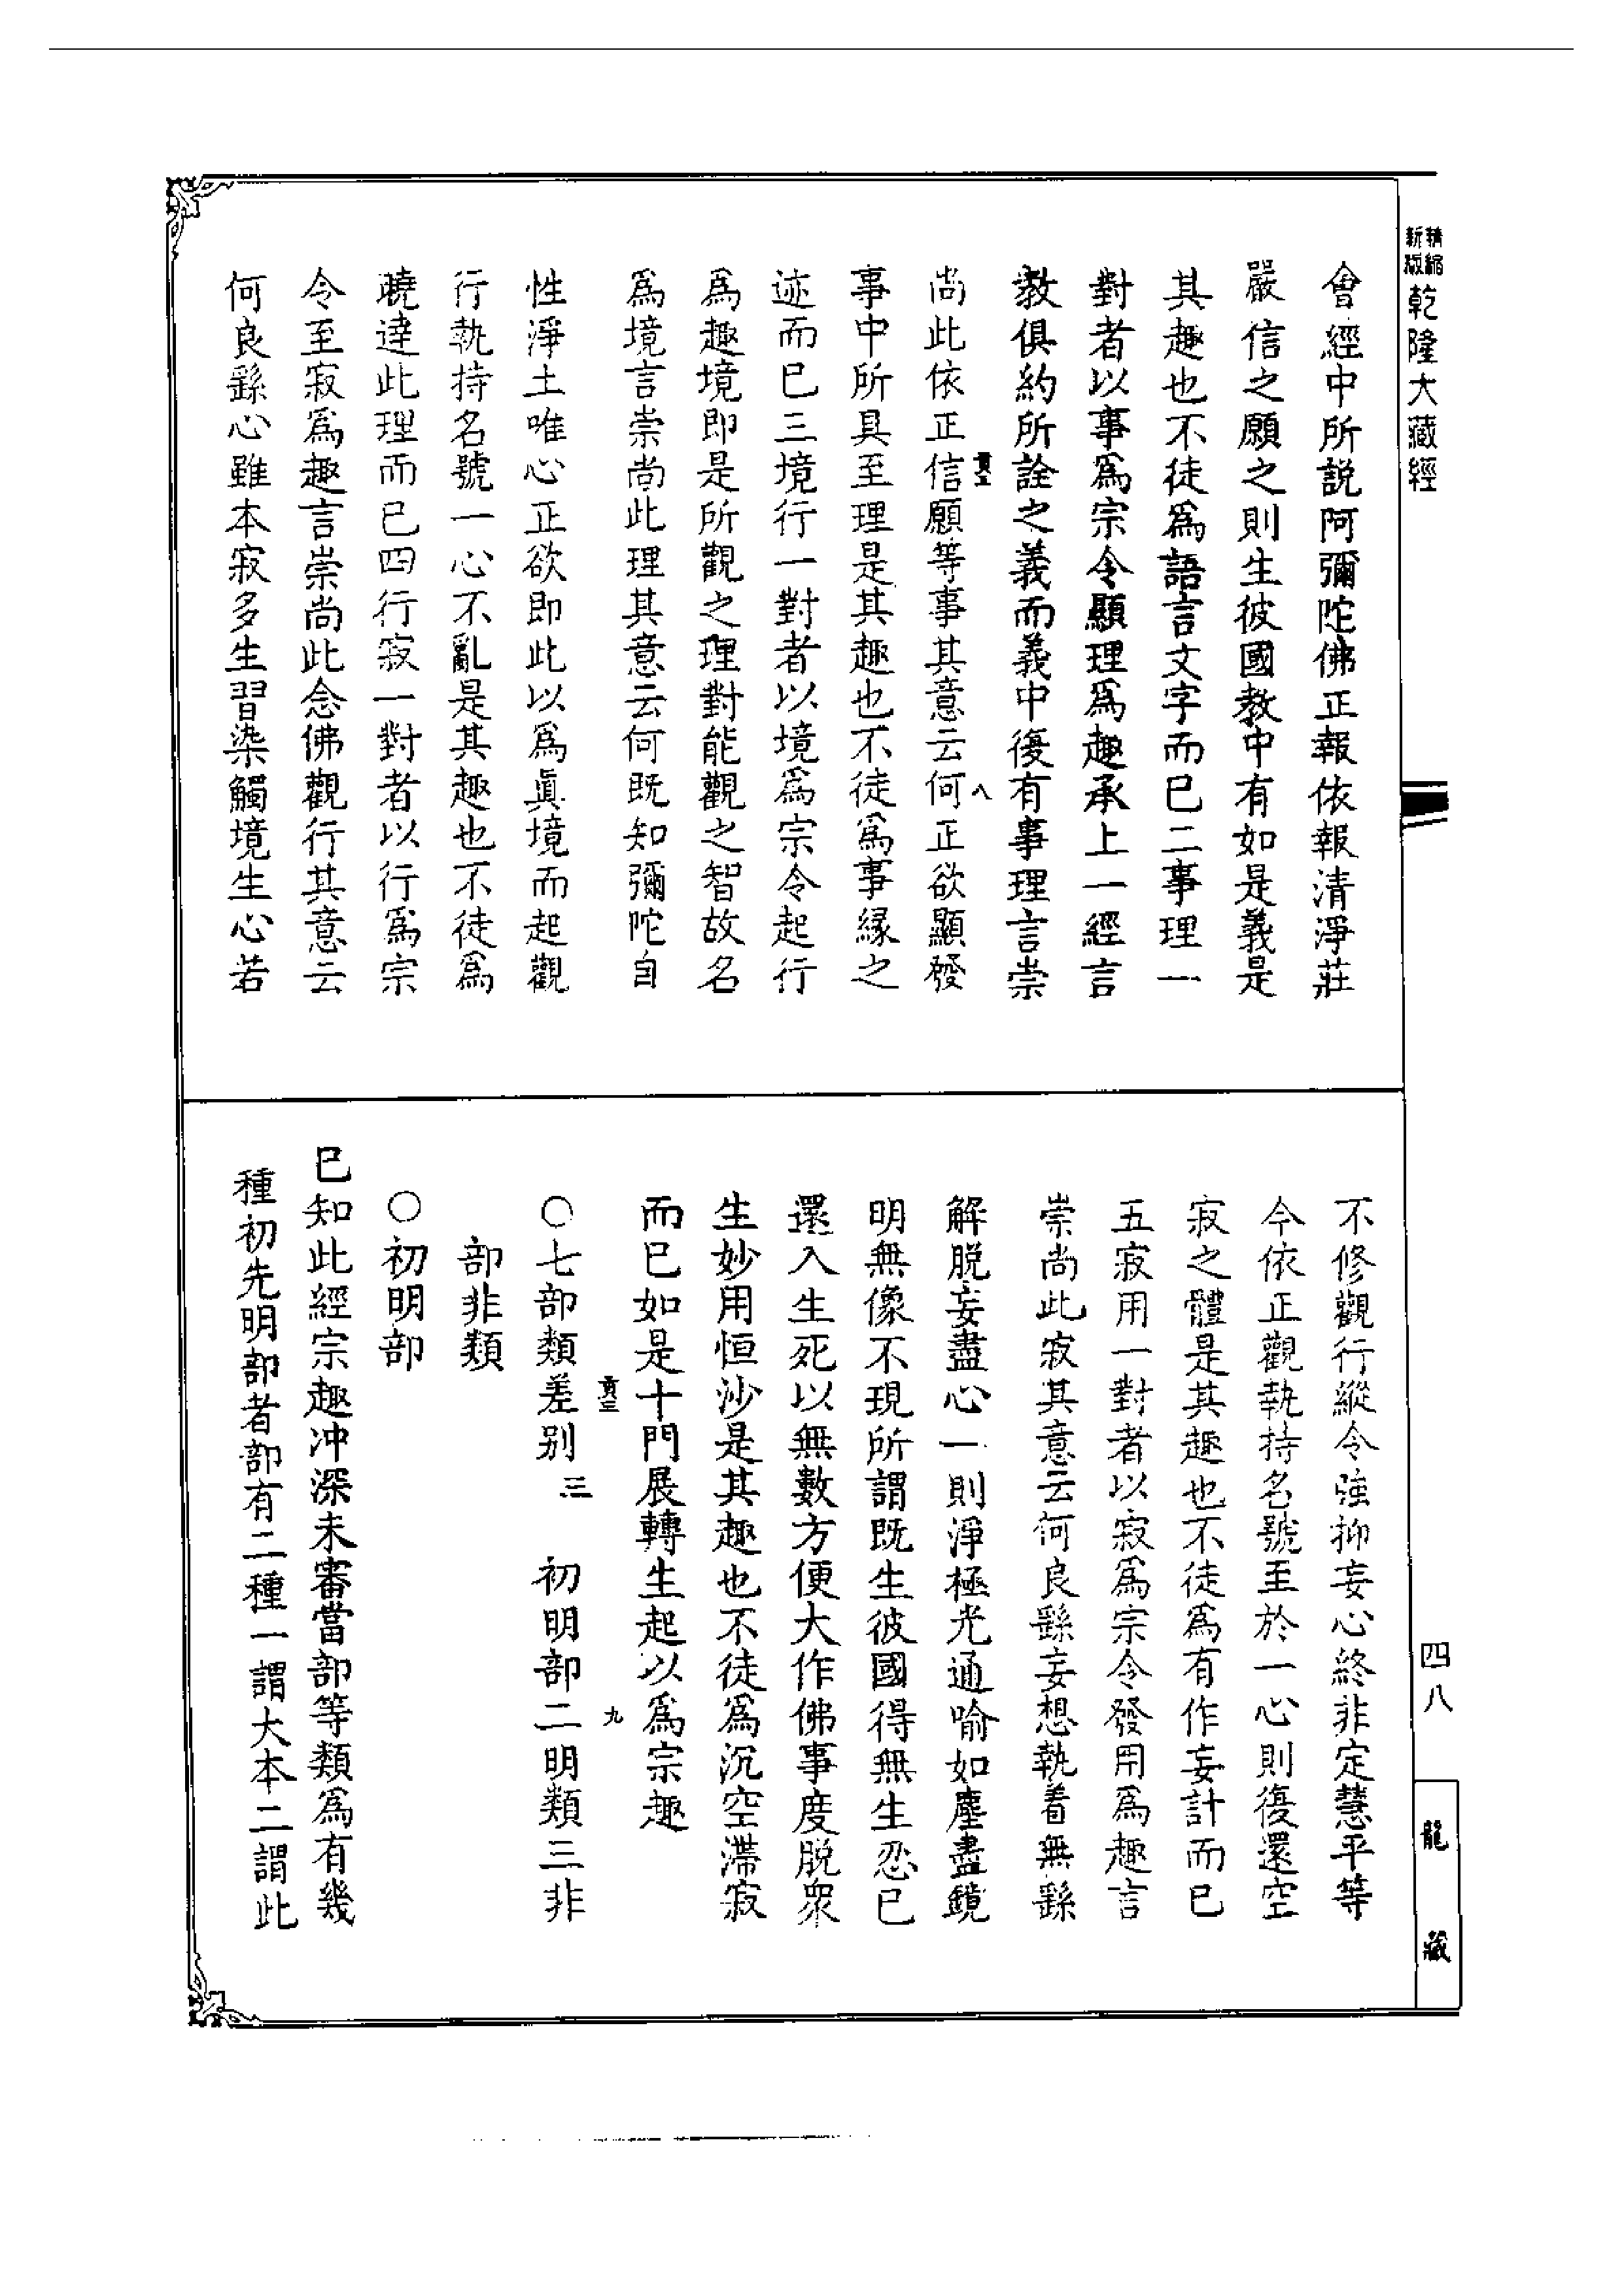 精縮
新版
乾隆大藏經
會經中所說阿彌陀佛正報依報清淨莊
嚴信之願之則生彼國教中有如是義是
其趣也不徒爲語言文字而已二事理一
對者以事爲宗令顯理爲趣承上一經言
教俱約所詮之義而義中復有事理言崇
尚此依正信願等事其意云何正欲顯發
八
事中所具至理是其趣也不徒爲事緣之
迹而已三境行一對者以境爲宗令起行
爲趣境即是所觀之理對能觀之智故名
爲境言崇尚此理其意云何既知彌陀自
性淨土唯心正欲即此以爲眞境而起觀
行執持名號一心不亂是其趣也不徒爲
曉達此理而已四行寂一對者以行爲宗
令至寂爲趣言崇尚此念佛觀行其意云
何良繇心雖本寂多生習染觸境生心若
不修觀行縱令強抑妄心終非定慧平等
今依正觀執持名號至於一心則復還空
寂之體是其趣也不徒爲有作妄計而已
五寂用一對者以寂爲宗令發用爲趣言
崇尚此寂其意云何良繇妄想執着無繇
解脫妄盡心一則淨極光通喻如塵盡鏡
明無像不現所謂既生彼國得無生忍已
還入生死以無數方便大作佛事度脫衆
生妙用恒沙是其趣也不徒爲沉空滯寂
而已如是十門展轉生起以爲宗趣
九
○七部類差別三 初明部二明類三非
部非類
○初明部
已知此經宗趣冲深未審當部等類爲有幾
種初先明部者部有二種一謂大本二謂此
四八
龍藏